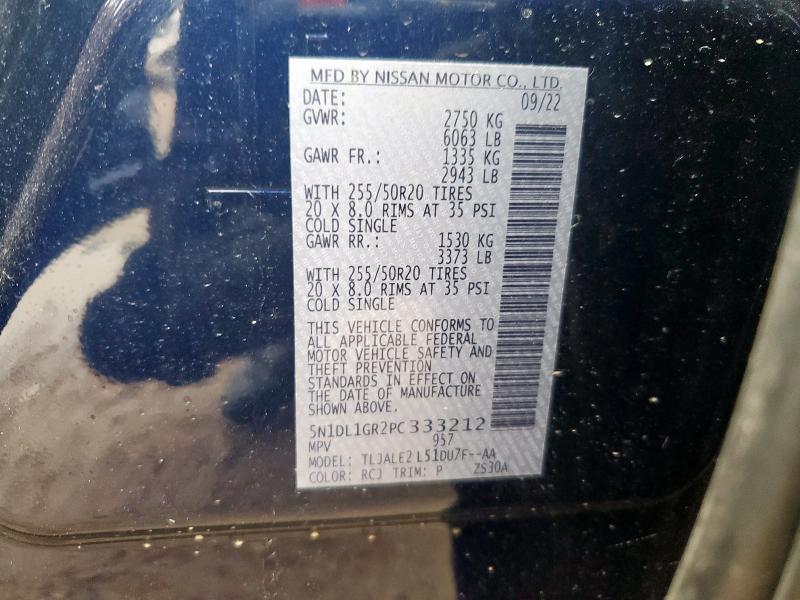 MFD BY NISSAN MOTOR CO., LTD.
DATE: 09/22
GVWR: 2750 KG
6063 LB
GAWR FR.: 1335 KG
2943 LB
WITH 255/50R20 TIRES
20 X 8.0 RIMS AT 35 PSI
COLD SINGLE
GAWR RR.: 1530 KG
3373 LB
WITH 255/50R20 TIRES
20 X 8.0 RIMS AT 35 PSI
COLD SINGLE
THIS VEHICLE CONFORMS TO
ALL APPLICABLE FEDERAL
MOTOR VEHICLE SAFETY AND
THEFT PREVENTION
STANDARDS IN EFFECT ON
THE DATE OF MANUFACTURE
SHOWN ABOVE.
5N1DL1GR2PC333212
MPV 957
MODEL: TLJALE2 L51DU7F--AA
COLOR: RCJ TRIM: P ZS30A